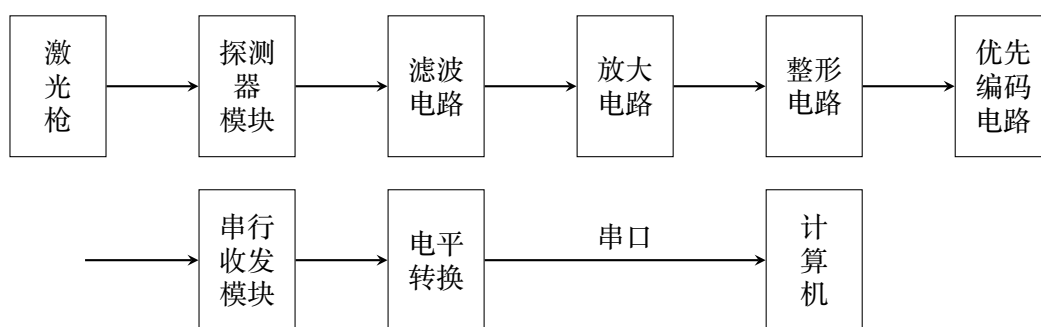 激
光
枪
探测
器
模块
滤波
电路
放大
电路
整形
电路
优先
编码
电路
串行
收发
模块
电平
转换
串口
计
算
机